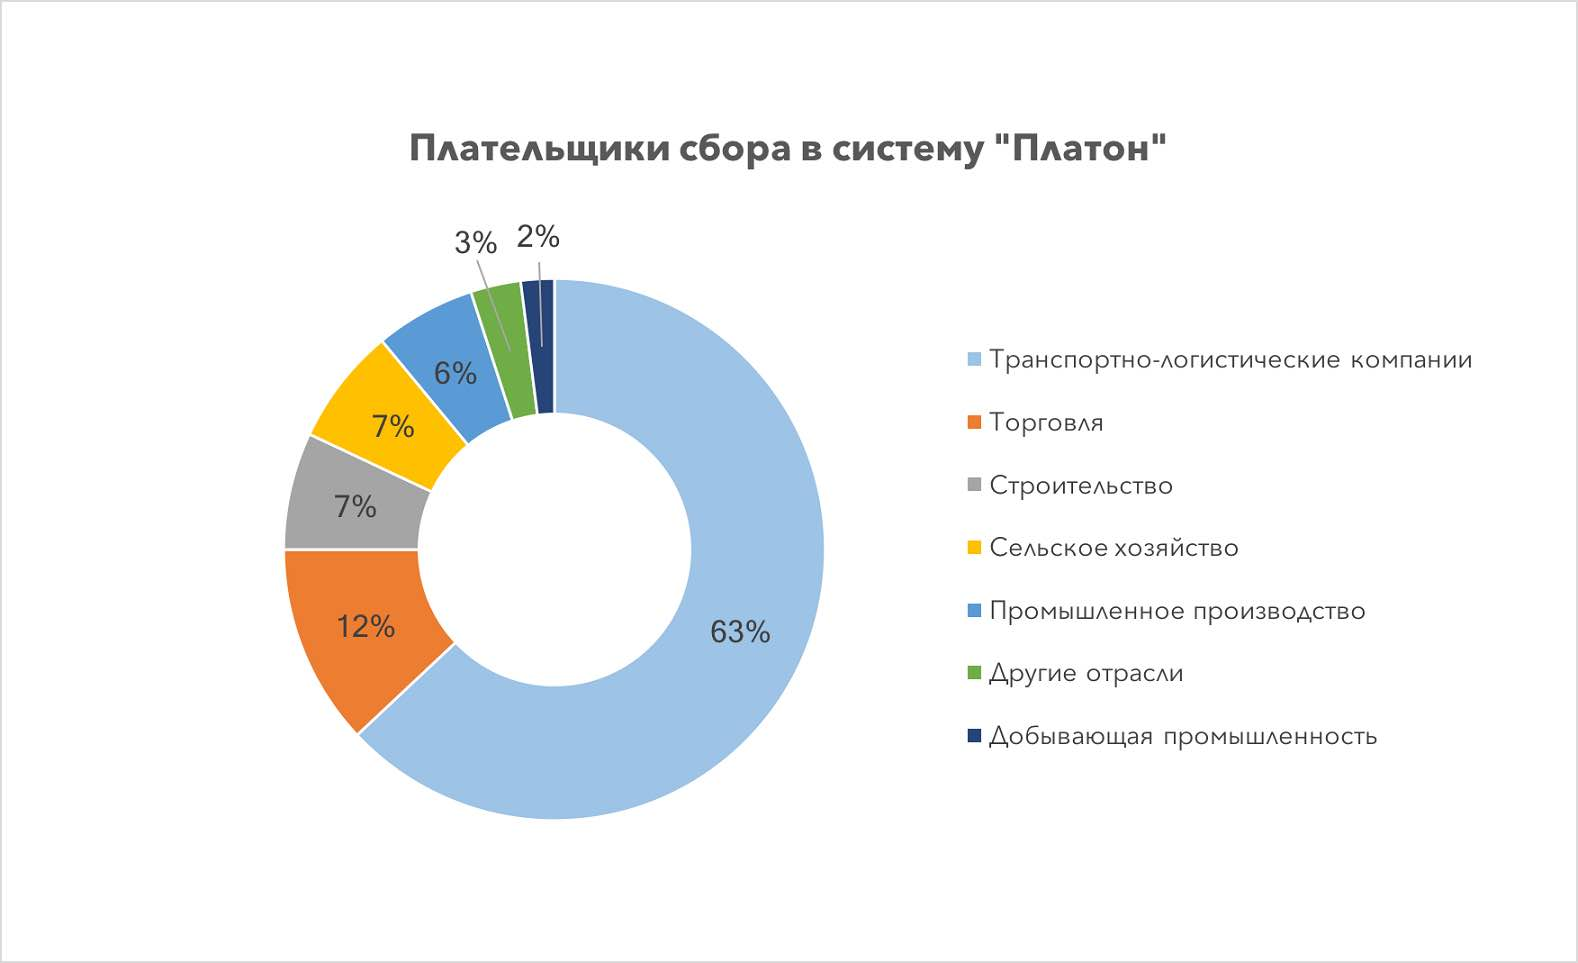 Плательщики сбора в систему "Платон"
3%
2%
6%
7%
7%
12%
63%
Транспортно-логистические компании
Торговля
Строительство
Сельское хозяйство
Промышленное производство
Другие отрасли
Добывающая промышленность